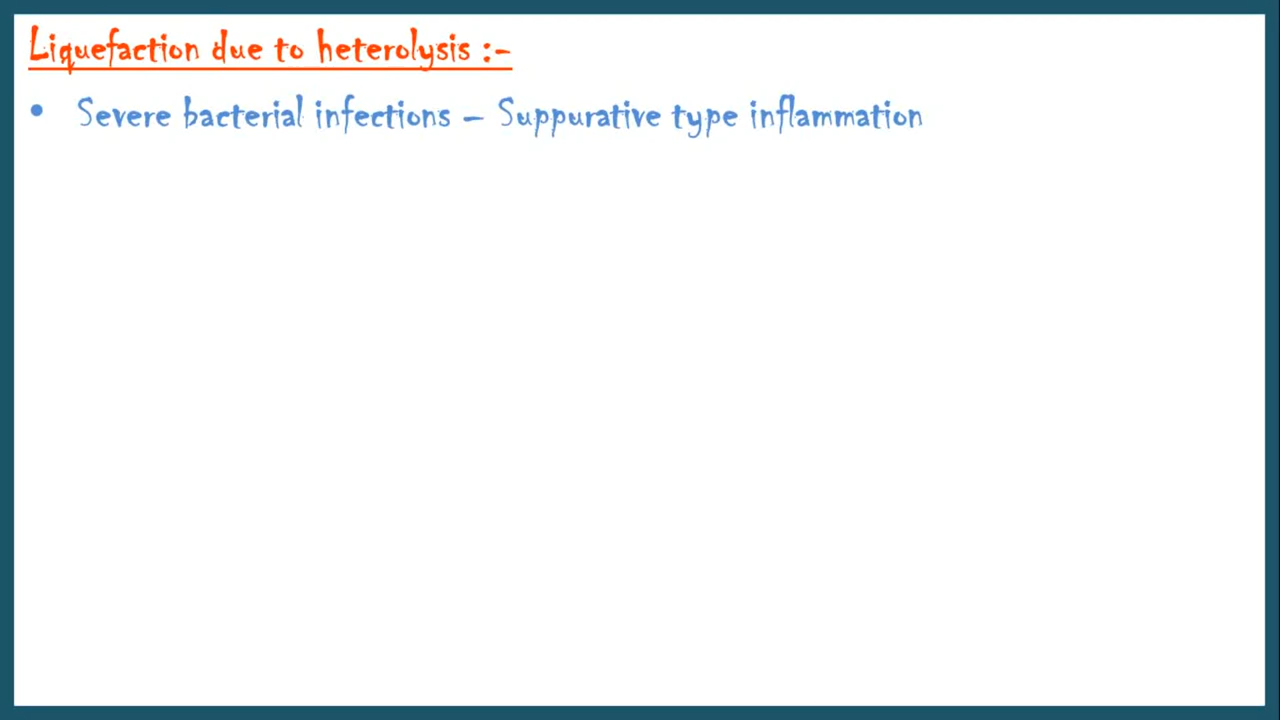 Liquefaction due to heterolysis :-
• Severe bacterial infections – Suppurative type inflammation